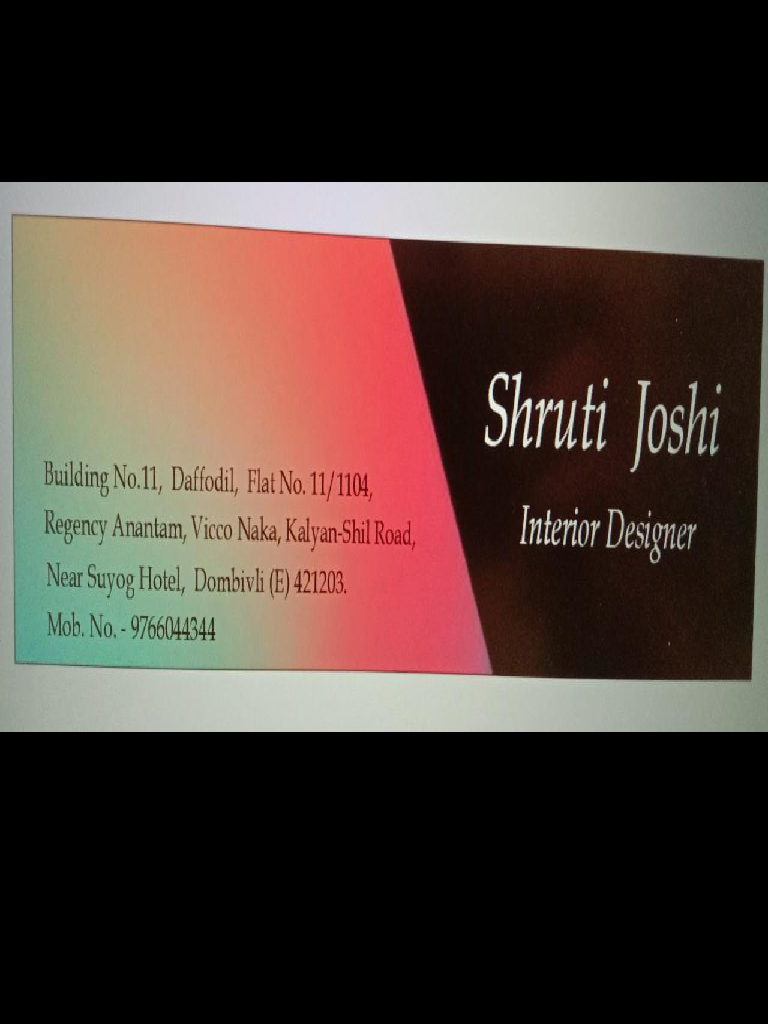 Shruti Joshi
Interior Designer
Building No.11, Daffodil, Flat No. 11/1104,
Regency Anantam, Vicco Naka, Kalyan-Shil Road,
Near Suyog Hotel, Dombivli (E) 421203.
Mob. No. - 9766044344